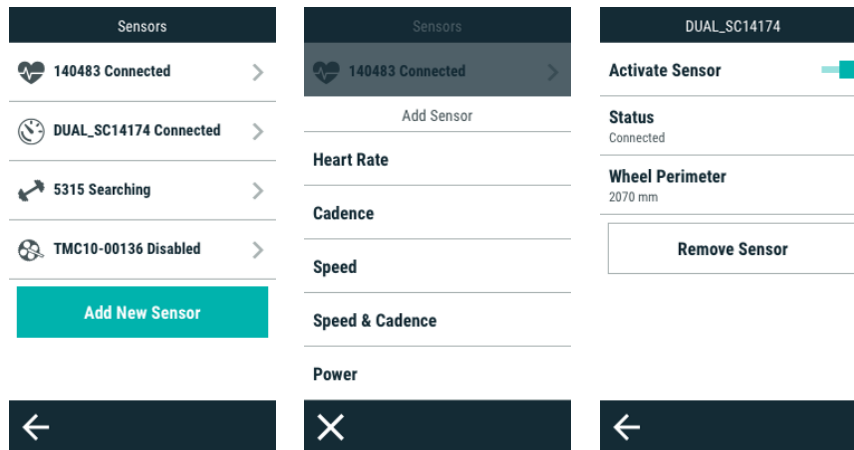 Sensors
140483 Connected
DUAL_SC14174 Connected
5315 Searching
TMC10-00136 Disabled
Add New Sensor
Sensors
140483 Connected
Add Sensor
Heart Rate
Cadence
Speed
Speed & Cadence
Power
DUAL_SC14174
Activate Sensor
Status
Connected
Wheel Perimeter
2070 mm
Remove Sensor